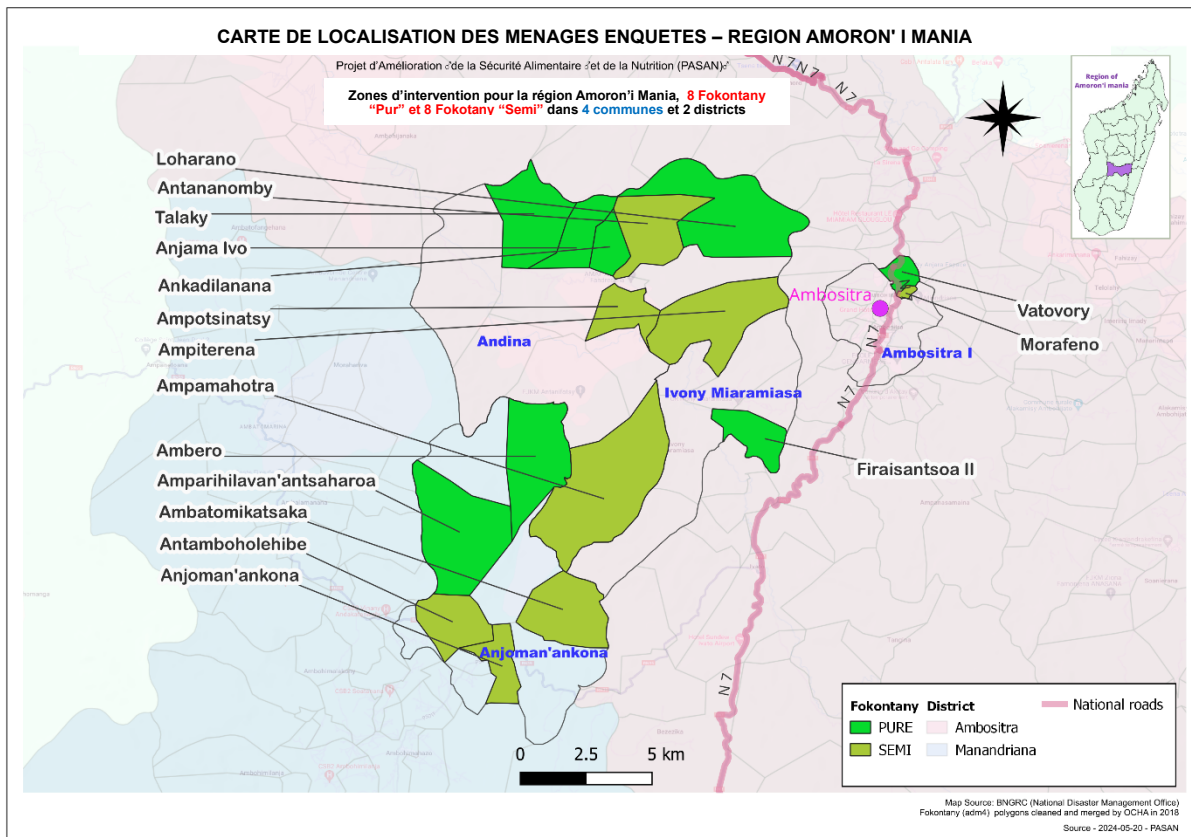 CARTE DE LOCALISATION DES MENAGES ENQUETES – REGION AMORON' I MANIA
Projet d'Amélioration ♂de la Sécurité Alimentaire ♂et de la Nutrition (PASAN)♂
Zones d'intervention pour la région Amoron'i Mania, 8 Fokontany
"Pur" et 8 Fokotany "Semi" dans 4 communes et 2 districts
Region of
Amoron'i mania
N7
N7
N7
Loharano
Antananomby
Talaky
Anjama Ivo
Ankadilanana
Ampotsinatsy
Ampiterena
Ampamahotra
Ambero
Amparihilavan'antsaharoa
Ambatomikatsaka
Antamboholehibe
Anjoman'ankona
Andina
Ivony Miaramiasa
Ambositra
Ambositra I
Anjoman'ankona
Vatovory
Morafeno
Firaisantsoa II
N7
N7
N7
N7
0 2.5 5 km
Fokontany District
National roads
PURE Ambositra
SEMI Manandriana
Map Source: BNGRC (National Disaster Management Office)
Fokontany (adm4) polygons cleaned and merged by OCHA in 2018
Source - 2024-05-20 - PASAN